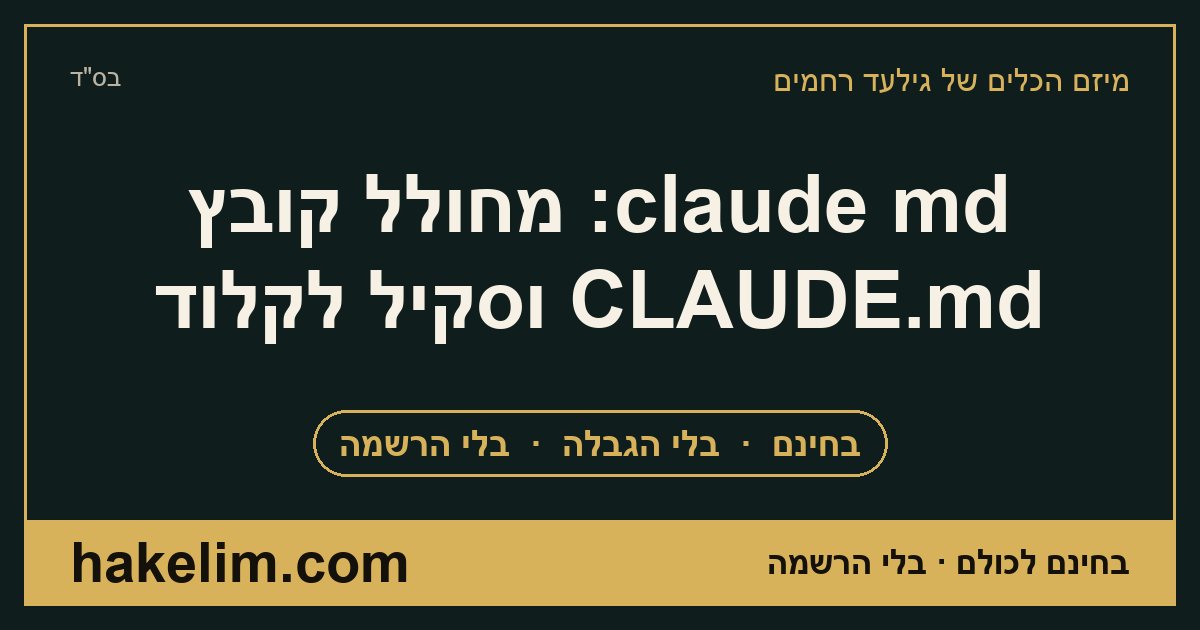 מיזם הכלים של גילעד רחמים
בס"ד
claude md: מחולל קובץ
CLAUDE.md וסקיל לקלוד
בחינם · בלי הגבלה · בלי הרשמה
בחינם לכולם · בלי הרשמה
hakelim.com